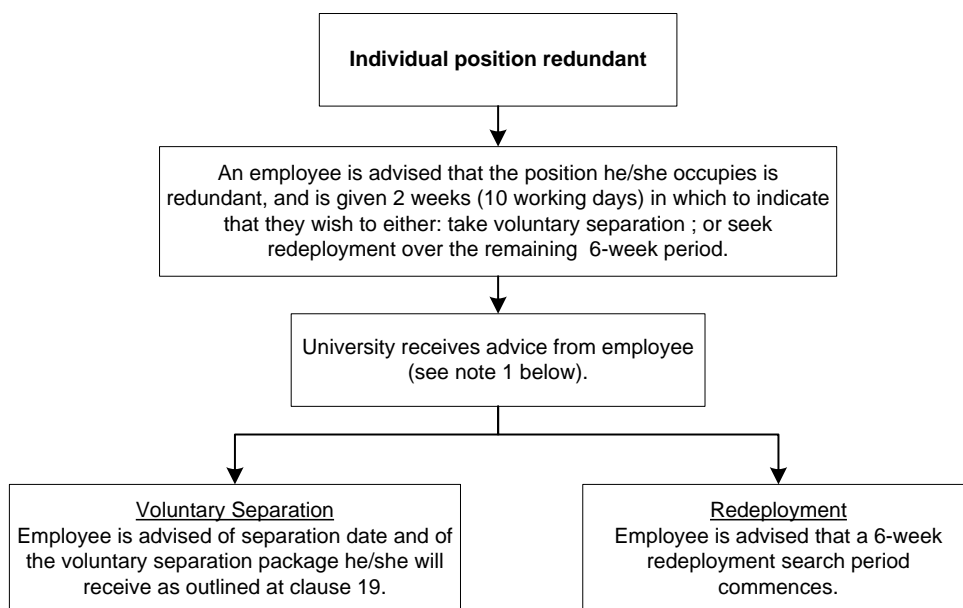 Individual position redundant
An employee is advised that the position he/she occupies is
redundant, and is given 2 weeks (10 working days) in which to indicate
that they wish to either: take voluntary separation ; or seek
redeployment over the remaining  6-week period.
University receives advice from employee
(see note 1 below).
Voluntary Separation
Employee is advised of separation date and of
the voluntary separation package he/she will
receive as outlined at clause 19.
Redeployment
Employee is advised that a 6-week
redeployment search period
commences.